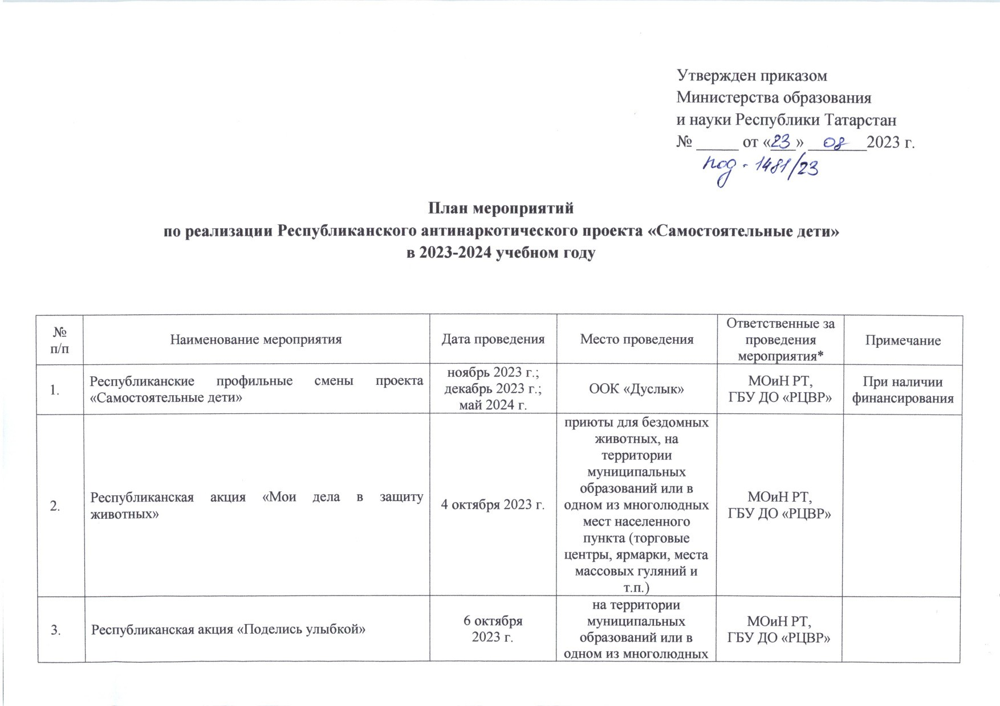 Утвержден приказом
Министерства образования
и науки Республики Татарстан
№ _____ от «23» 08 2023 г.
под - 1481/23
План мероприятий
по реализации Республиканского антинаркотического проекта «Самостоятельные дети»
в 2023-2024 учебном году
№
п/п
Наименование мероприятия
Дата проведения
Место проведения
Ответственные за
проведения
мероприятия*
Примечание
1.
Республиканские профильные смены проекта
«Самостоятельные дети»
ноябрь 2023 г.;
декабрь 2023 г.;
май 2024 г.
ООК «Дуслык»
МОиН РТ,
ГБУ ДО «РЦВР»
При наличии
финансирования
2.
Республиканская акция «Мои дела в защиту
животных»
4 октября 2023 г.
приюты для бездомных
животных, на
территории
муниципальных
образований или в
одном из многолюдных
мест населенного
пункта (торговые
центры, ярмарки, места
массовых гуляний и
т.п.)
МОиН РТ,
ГБУ ДО «РЦВР»
3.
Республиканская акция «Поделись улыбкой»
6 октября
2023 г.
на территории
муниципальных
образований или в
одном из многолюдных
МОиН РТ,
ГБУ ДО «РЦВР»